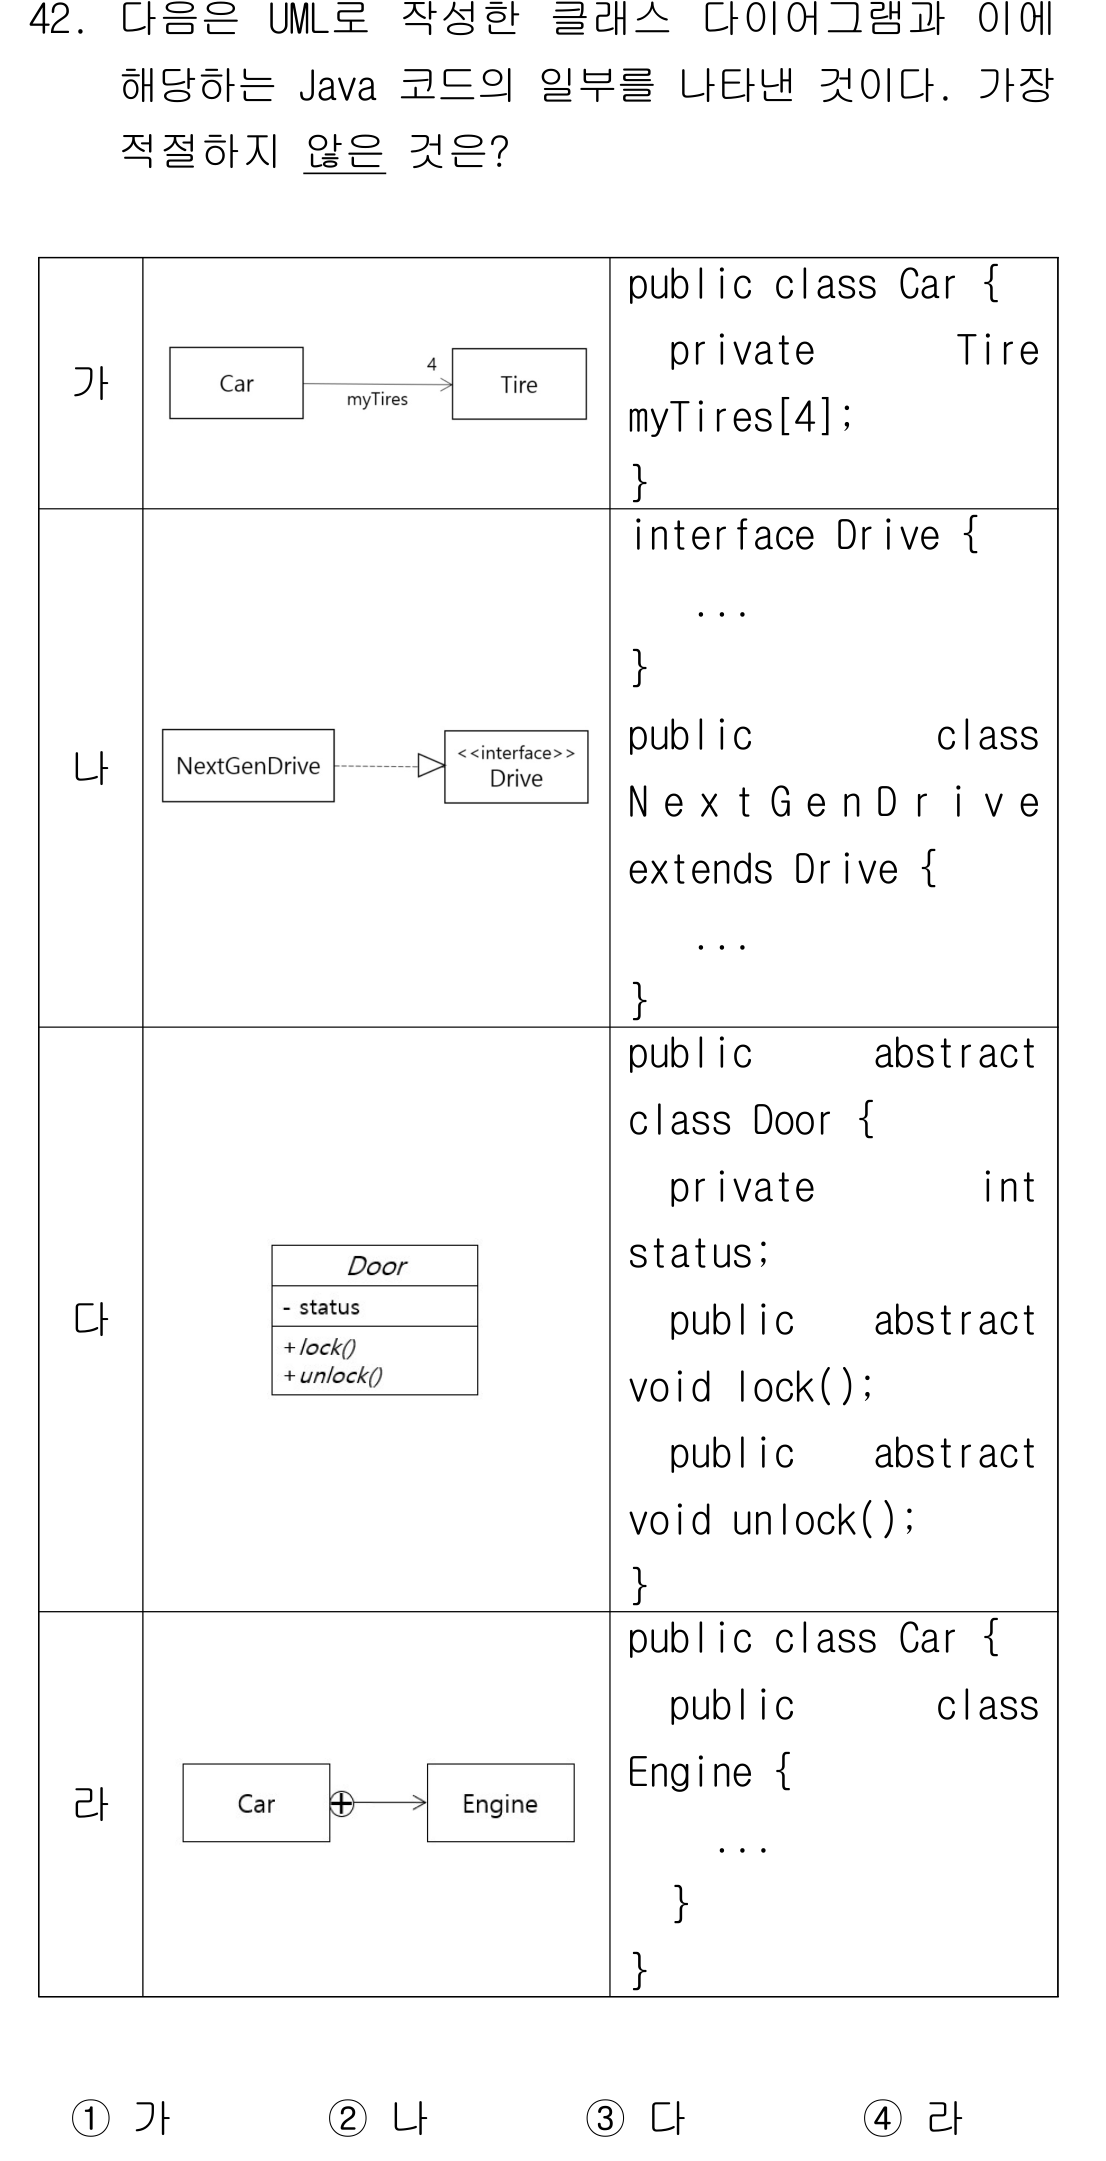 42. 다음은 UML로 작성한 클래스 다이어그램과 이에
해당하는 Java 코드의 일부를 나타낸 것이다. 가장
적절하지 않은 것은?
가
Car
4
myTires
Tire
public class Car {
private Tire
myTires[4];
}
나
NextGenDrive
<<interface>>
Drive
interface Drive {
...
}
public class
NextGenDrive
extends Drive {
...
}
다
Door
- status
+lock()
+unlock()
public abstract
class Door {
private int
status;
public abstract
void lock();
public abstract
void unlock();
}
라
Car
Engine
public class Car {
public class
Engine {
...
}
}
① 가 ② 나 ③ 다 ④ 라